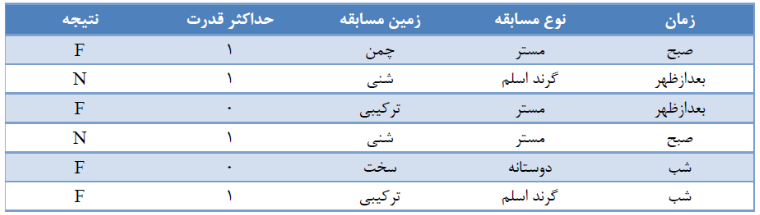 زمان نوع مسابقه زمین مسابقه حداکثر قدرت نتیجه
صبح مستر چمن ۱ F
بعدازظهر گرند اسلم شنی ۱ N
بعدازظهر مستر ترکیبی ۰ F
صبح مستر شنی ۱ N
شب دوستانه سخت ۰ F
شب گرند اسلم ترکیبی ۱ F